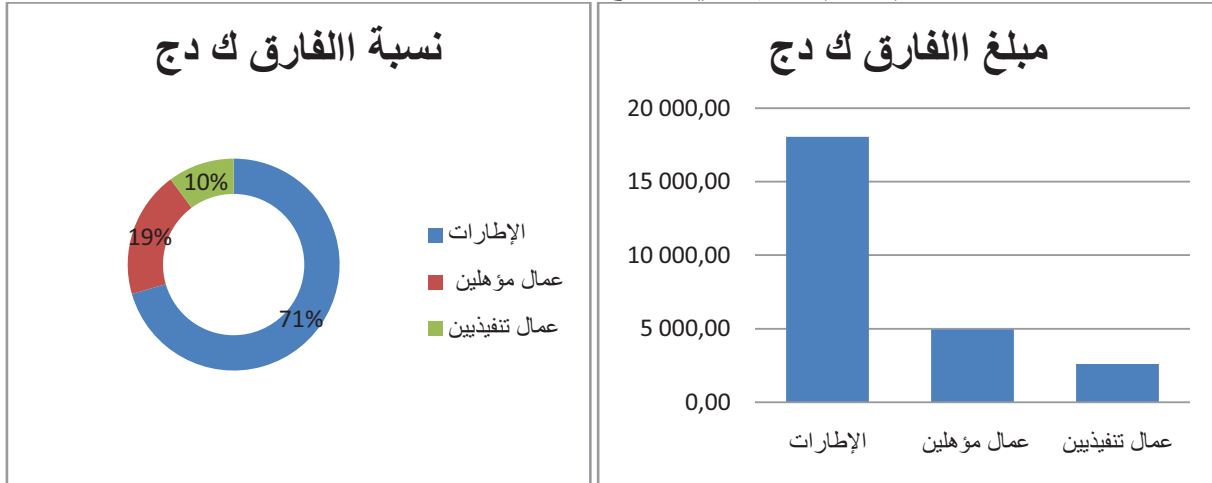 نسبة االفارق ك دج
10%
19%
71%
الإطارات
عمال مؤهلين
عمال تنفيذيين
مبلغ االفارق ك دج
20 000,00
15 000,00
10 000,00
5 000,00
0,00
الإطارات
عمال مؤهلين
عمال تنفيذيين